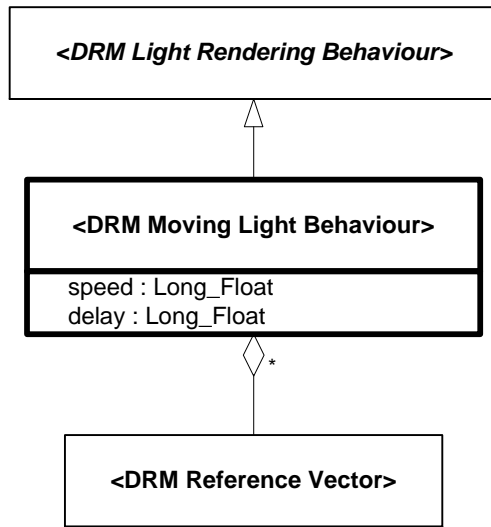 <DRM Light Rendering Behaviour>
<DRM Moving Light Behaviour>
speed : Long_Float
delay : Long_Float
*
<DRM Reference Vector>